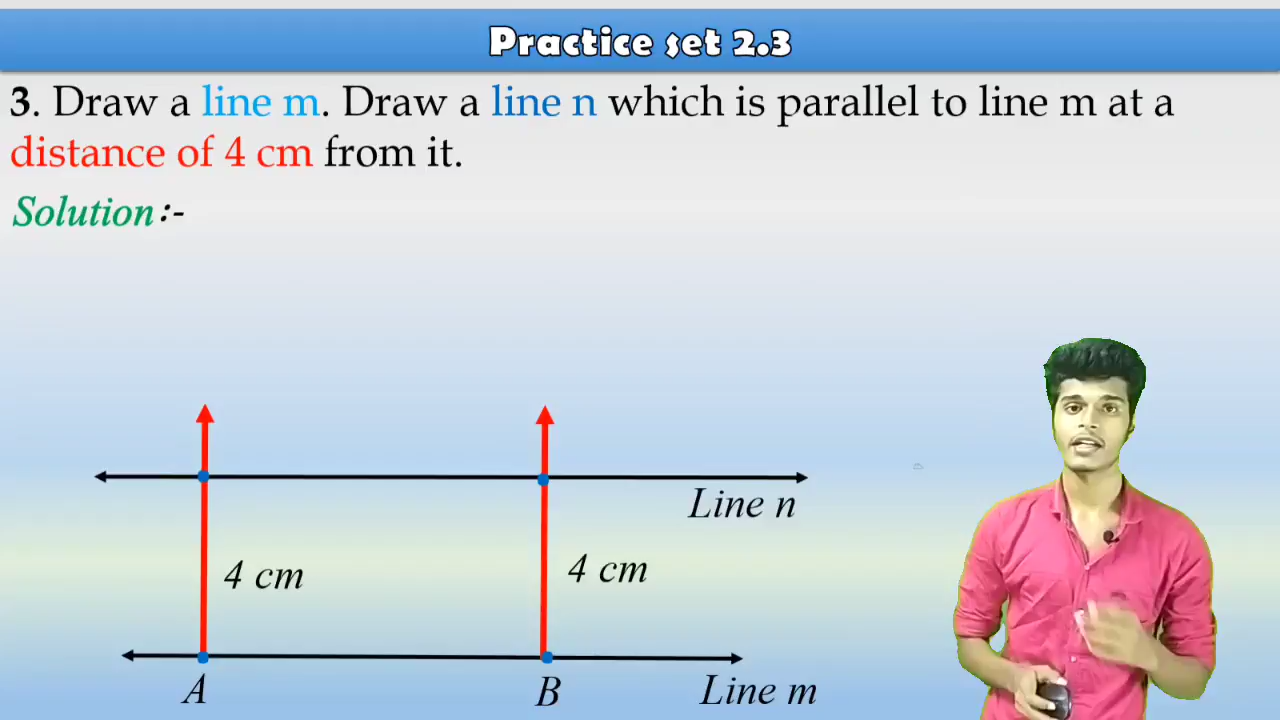 Practice set 2.3
3. Draw a line m. Draw a line n which is parallel to line m at a
distance of 4 cm from it.
Solution :-
Line n
4 cm
4 cm
A
B
Line m